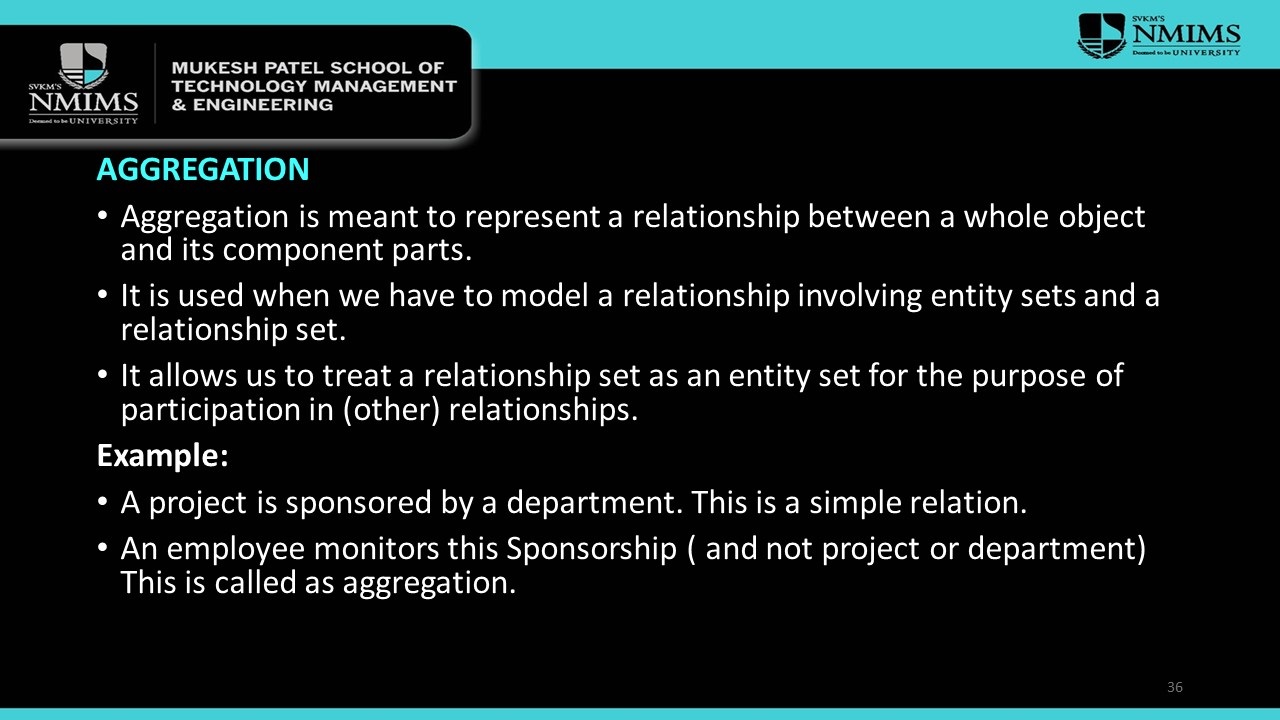 SVKM'S
NMIMS
Deemed to be UNIVERSITY
MUKESH PATEL SCHOOL OF
TECHNOLOGY MANAGEMENT
& ENGINEERING
SVKM'S
NMIMS
Deemed to be UNIVERSITY
AGGREGATION
• Aggregation is meant to represent a relationship between a whole object
and its component parts.
• It is used when we have to model a relationship involving entity sets and a
relationship set.
• It allows us to treat a relationship set as an entity set for the purpose of
participation in (other) relationships.
Example:
• A project is sponsored by a department. This is a simple relation.
• An employee monitors this Sponsorship ( and not project or department)
This is called as aggregation.
36